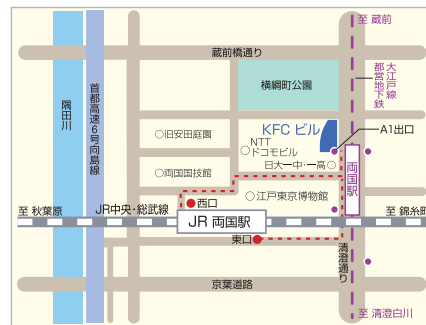 至 蔵前
蔵前橋通り
大江戸線
都営地下鉄
横綱町公園
隅田川
首都高速6号向島線
KFC ビル
A1出口
○旧安田庭園
○NTT
ドコモビル
日大一中・一高○
○両国国技館
両国駅
○江戸東京博物館
西口
至 秋葉原
JR中央・総武線
JR 両国駅
至 錦糸町
東口
清澄通り
京葉道路
至 清澄白川